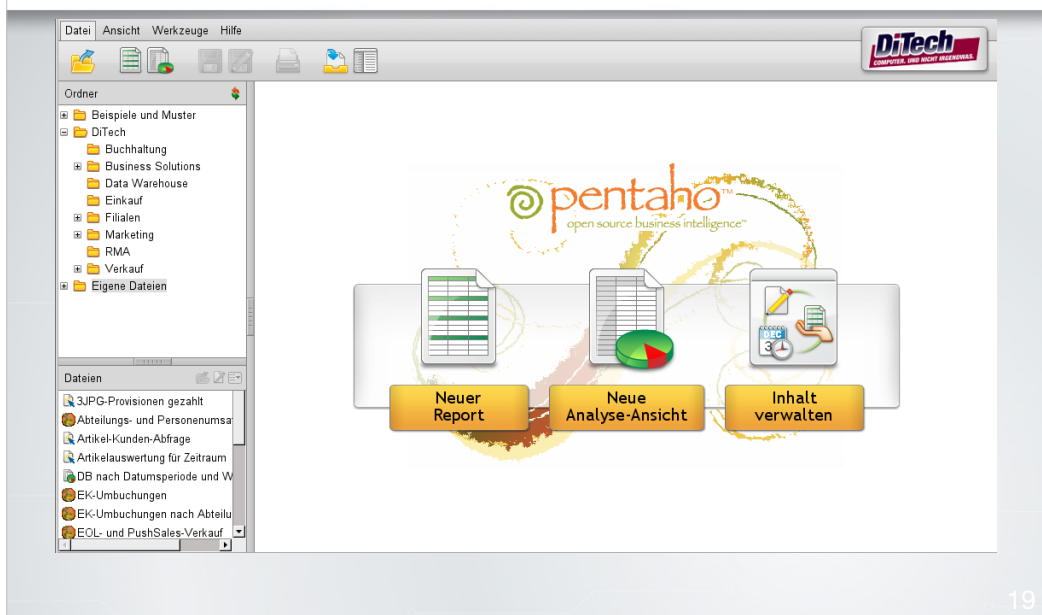 Datei Ansicht Werkzeuge Hilfe
DiTech
COMPUTER. UND NICHT IRGENDWAS.
Ordner
Beispiele und Muster
DiTech
Buchhaltung
Business Solutions
Data Warehouse
Einkauf
Filialen
Marketing
RMA
Verkauf
Eigene Dateien
pentaho™
open source business intelligence™
DEC
Neuer
Report
Neue
Analyse-Ansicht
Inhalt
verwalten
Dateien
3JPG-Provisionen gezahlt
Abteilungs- und Personenumsa
Artikel-Kunden-Abfrage
Artikelauswertung für Zeitraum
DB nach Datumsperiode und W
EK-Umbuchungen
EK-Umbuchungen nach Abteilu
EOL- und PushSales-Verkauf
19